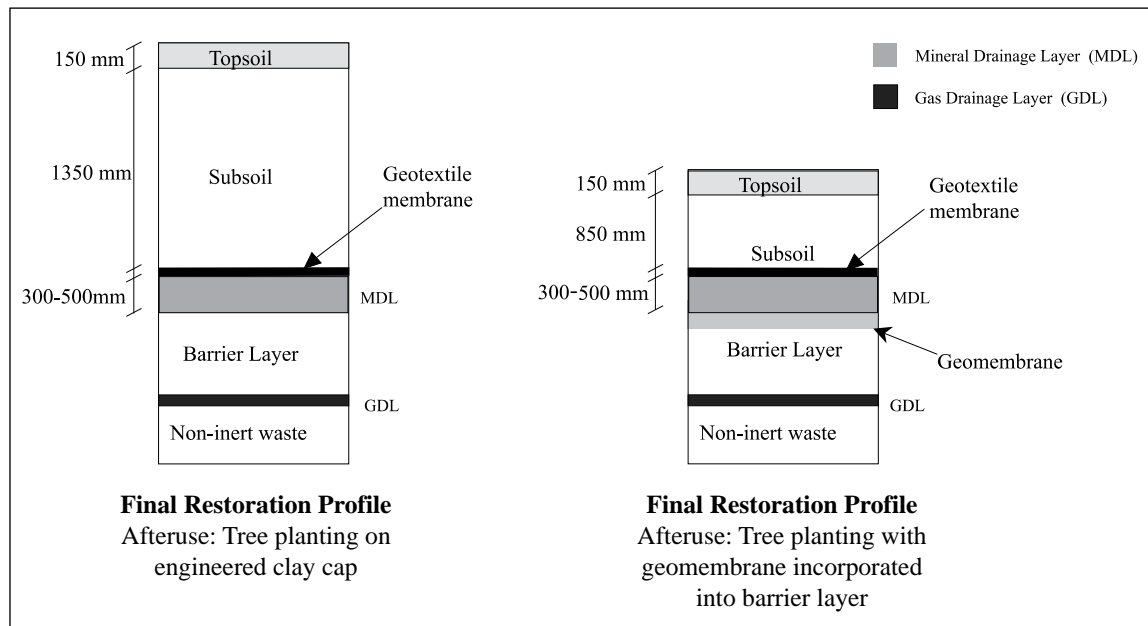 150 mm
Topsoil
1350 mm
Subsoil
Geotextile
membrane
300-500mm
MDL
Barrier Layer
GDL
Non-inert waste
Final Restoration Profile
Afteruse: Tree planting on
engineered clay cap
Mineral Drainage Layer (MDL)
Gas Drainage Layer (GDL)
150 mm
Topsoil
850 mm
Subsoil
Geotextile
membrane
300-500 mm
MDL
Barrier Layer
Geomembrane
GDL
Non-inert waste
Final Restoration Profile
Afteruse: Tree planting with
geomembrane incorporated
into barrier layer